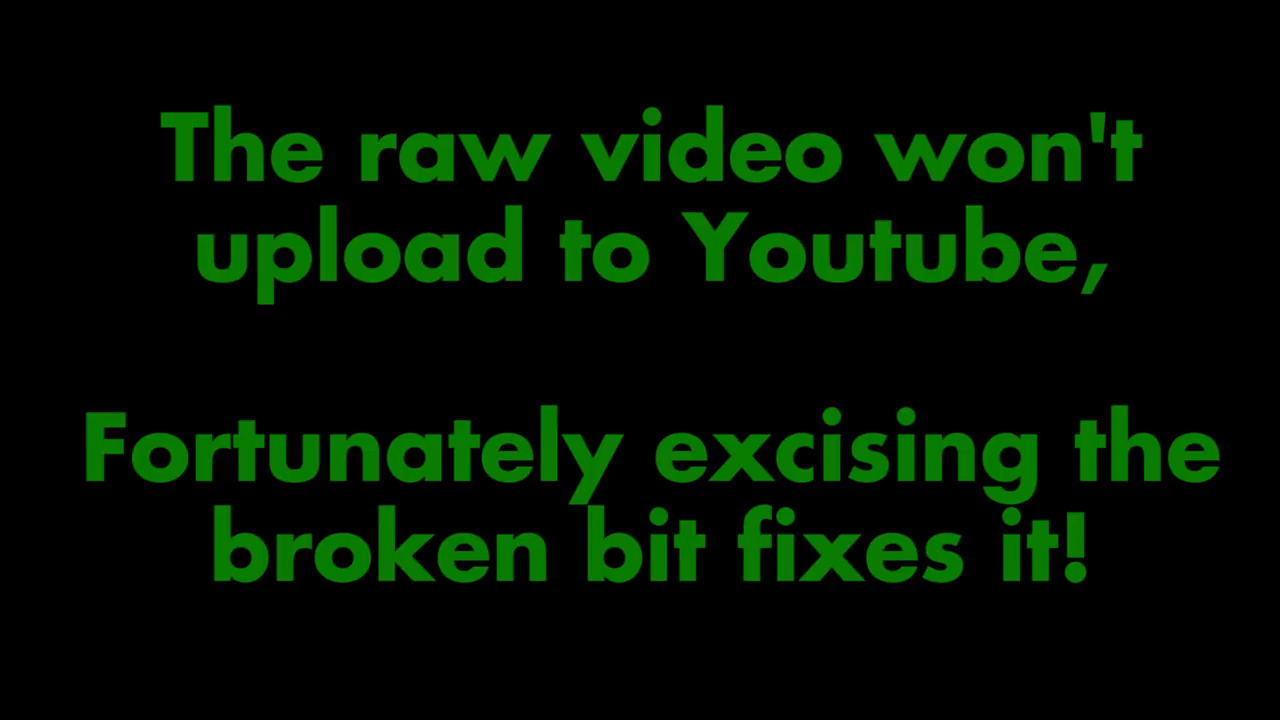 The raw video won't
upload to Youtube,
Fortunately excising the
broken bit fixes it!